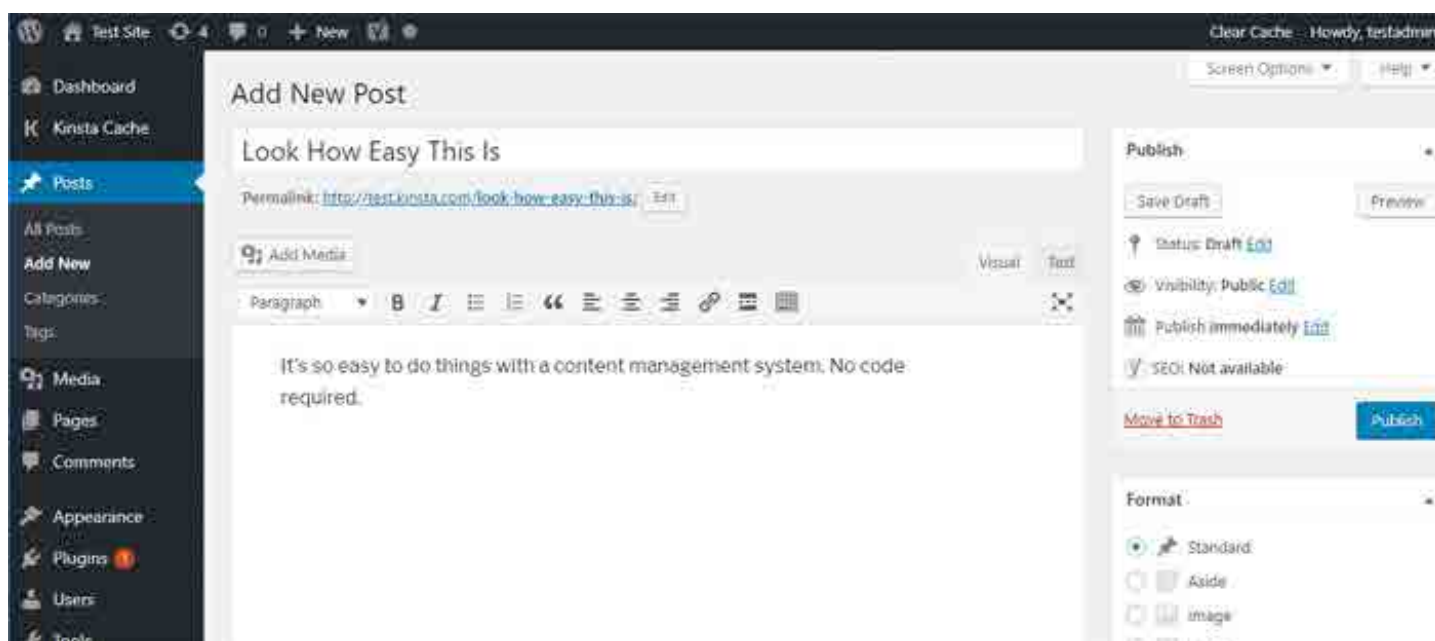 Test Site 4 0 + New Clear Cache Howdy, testadmin
Screen Options Help
Dashboard
Kinsta Cache
Posts
All Posts
Add New
Categories
Tags
Media
Pages
Comments
Appearance
Plugins 1
Users
Tools
Add New Post
Look How Easy This Is
Permalink: http://test.kinsta.com/look-how-easy-this-is/ Edit
Add Media
Visual Text
Paragraph B I
It's so easy to do things with a content management system. No code
required.
Publish
Save Draft Preview
Status: Draft Edit
Visibility: Public Edit
Publish immediately Edit
SEO: Not available
Move to Trash Publish
Format
Standard
Aside
Image